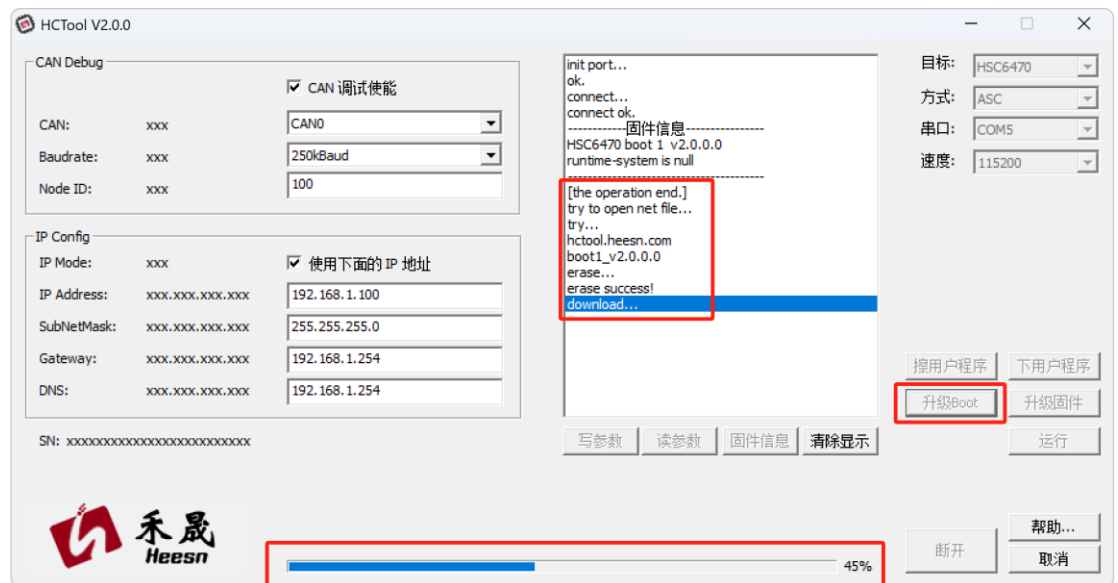 HCTool V2.0.0
CAN Debug
CAN 调试使能
CAN: xxx CAN0
Baudrate: xxx 250kBaud
Node ID: xxx 100
IP Config
IP Mode: xxx 使用下面的 IP 地址
IP Address: xxx.xxx.xxx.xxx 192.168.1.100
SubNetMask: xxx.xxx.xxx.xxx 255.255.255.0
Gateway: xxx.xxx.xxx.xxx 192.168.1.254
DNS: xxx.xxx.xxx.xxx 192.168.1.254
SN: xxxxxxxxxxxxxxxxxxxxxxxxx
init port...
ok.
connect...
connect ok.
------------固件信息----------------
HSC6470 boot 1 v2.0.0.0
runtime-system is null
----------------------------------------
[the operation end.]
try to open net file...
try...
hctool.heesn.com
boot1_v2.0.0.0
erase...
erase success!
download...
写参数 读参数 固件信息 清除显示
目标: HSC6470
方式: ASC
串口: COM5
速度: 115200
擦用户程序 下用户程序
升级Boot 升级固件
运行
禾晟
Heesn
45%
断开
帮助...
取消